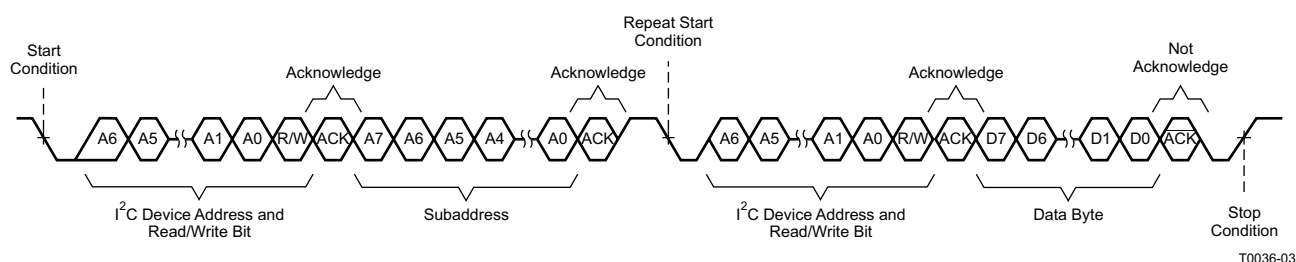 Repeat Start
Condition
Start
Condition
Not
Acknowledge
Acknowledge
Acknowledge
Acknowledge
A6 A5 A1 A0 R/W ACK A7 A6 A5 A4 A0 ACK A6 A5 A1 A0 R/W ACK D7 D6 D1 D0 ACK
I²C Device Address and
Read/Write Bit
Subaddress
I²C Device Address and
Read/Write Bit
Data Byte
Stop
Condition
T0036-03